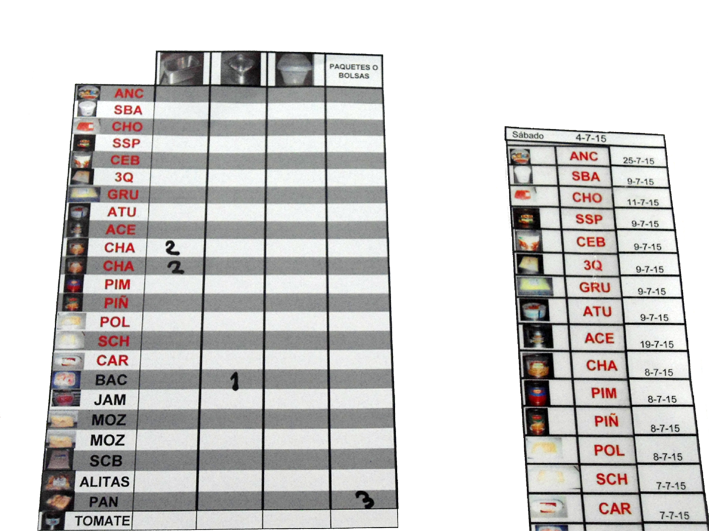 PAQUETES O
BOLSAS
ANC
SBA
CHO
SSP
CEB
3Q
GRU
ATU
ACE
CHA 2
CHA 2
PIM
PIÑ
POL
SCH
CAR
BAC 1
JAM
MOZ
MOZ
SCB
ALITAS
PAN 3
TOMATE
Sábado 4-7-15
ANC 25-7-15
SBA 9-7-15
CHO 11-7-15
SSP 9-7-15
CEB 9-7-15
3Q 9-7-15
GRU 9-7-15
ATU 9-7-15
ACE 19-7-15
CHA 8-7-15
PIM 8-7-15
PIÑ 8-7-15
POL 8-7-15
SCH 7-7-15
CAR 7-7-15